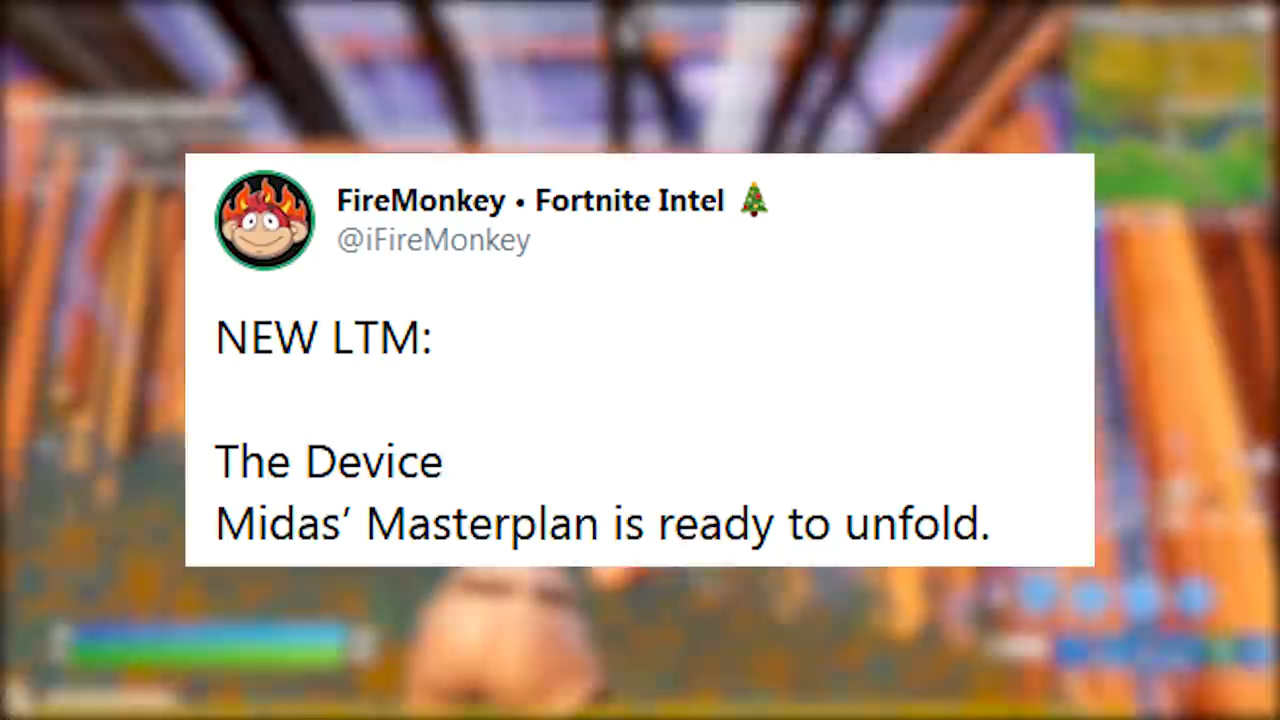 FireMonkey • Fortnite Intel 🎄
@iFireMonkey
NEW LTM:
The Device
Midas’ Masterplan is ready to unfold.